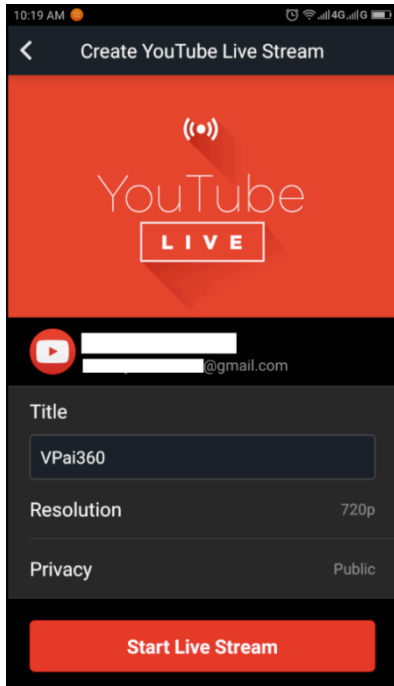 10:19 AM 4G G
Create YouTube Live Stream
YouTube
LIVE
@gmail.com
Title
VPai360
Resolution 720p
Privacy Public
Start Live Stream